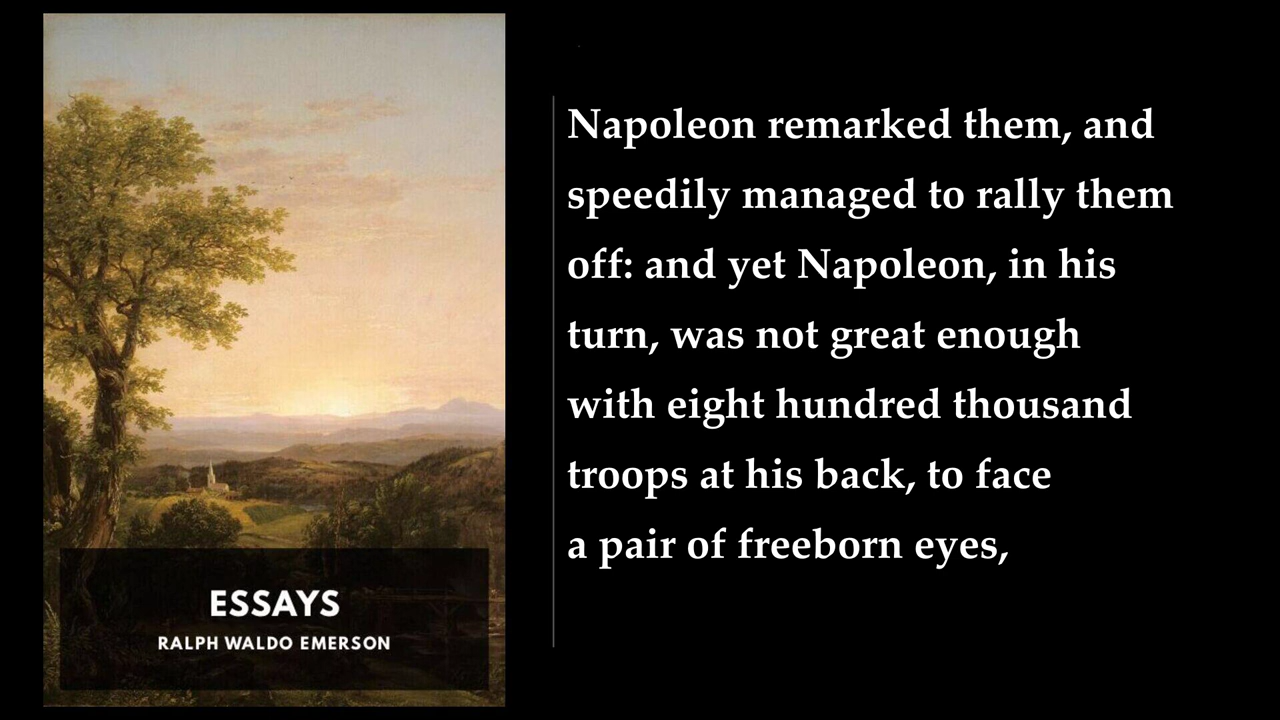 ESSAYS
RALPH WALDO EMERSON
Napoleon remarked them, and
speedily managed to rally them
off: and yet Napoleon, in his
turn, was not great enough
with eight hundred thousand
troops at his back, to face
a pair of freeborn eyes,